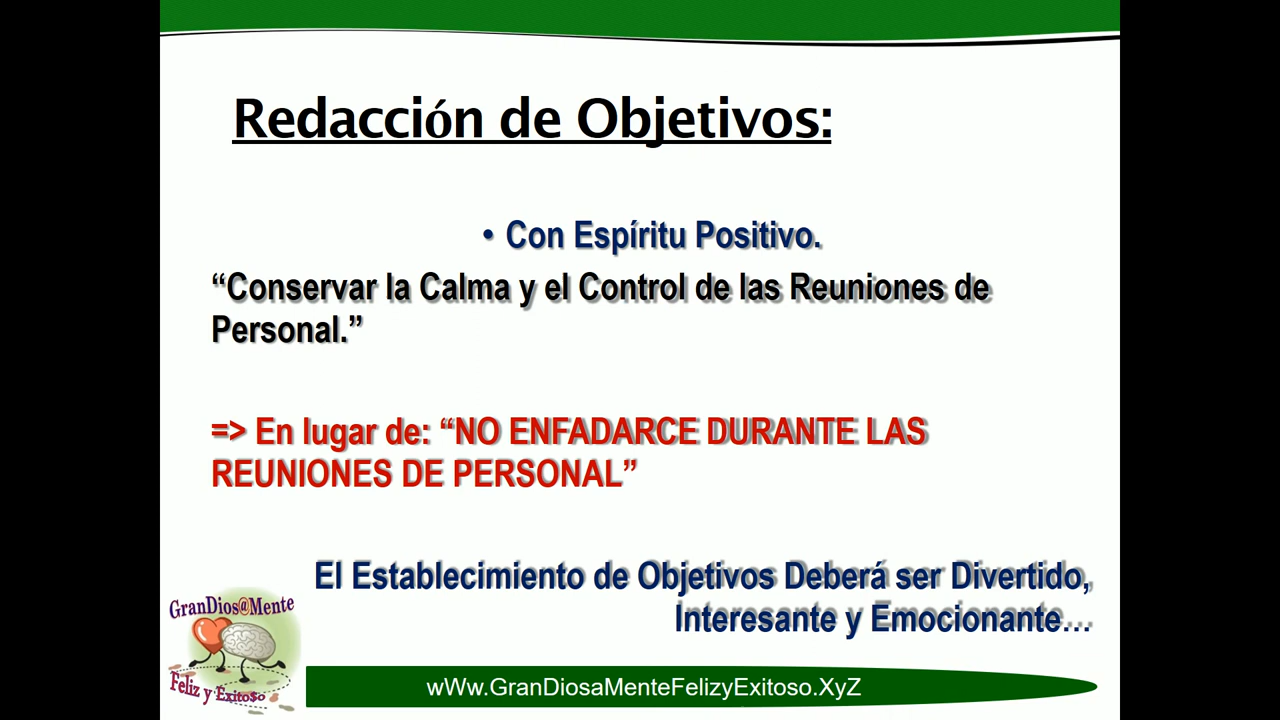 Redacción de Objetivos:
• Con Espíritu Positivo.
“Conservar la Calma y el Control de las Reuniones de
Personal.”
=> En lugar de: “NO ENFADARCE DURANTE LAS
REUNIONES DE PERSONAL”
El Establecimiento de Objetivos Deberá ser Divertido,
Interesante y Emocionante…
GranDios@Mente
Feliz y Exito$o
wWw.GranDiosaMenteFelizyExitoso.XyZ